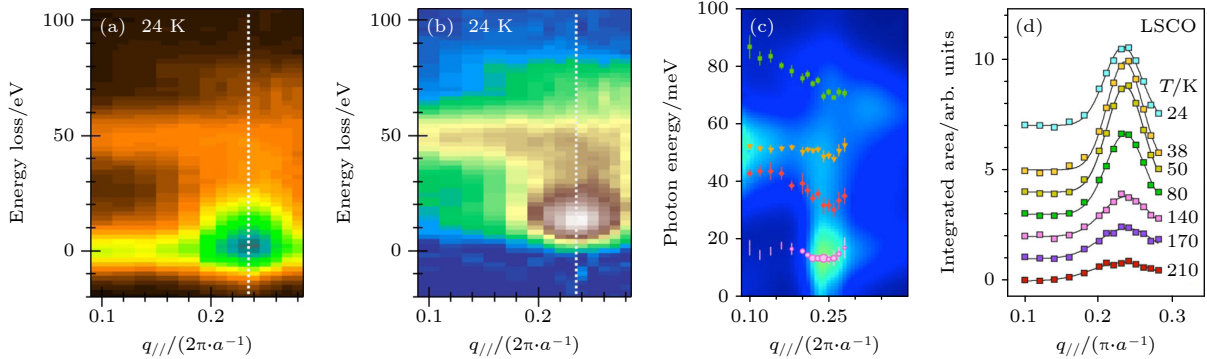 (a) 24 K
100
50
0
Energy loss/eV
0.1 0.2
q///(2π·a⁻¹)
(b) 24 K
100
50
0
Energy loss/eV
0.1 0.2
q///(2π·a⁻¹)
(c)
100
80
60
40
20
0
Photon energy/meV
0.10 0.25
q///(2π·a⁻¹)
(d) LSCO
10
5
0
Integrated area/arb. units
T/K
24
38
50
80
140
170
210
0.1 0.2 0.3
q///(π·a⁻¹)